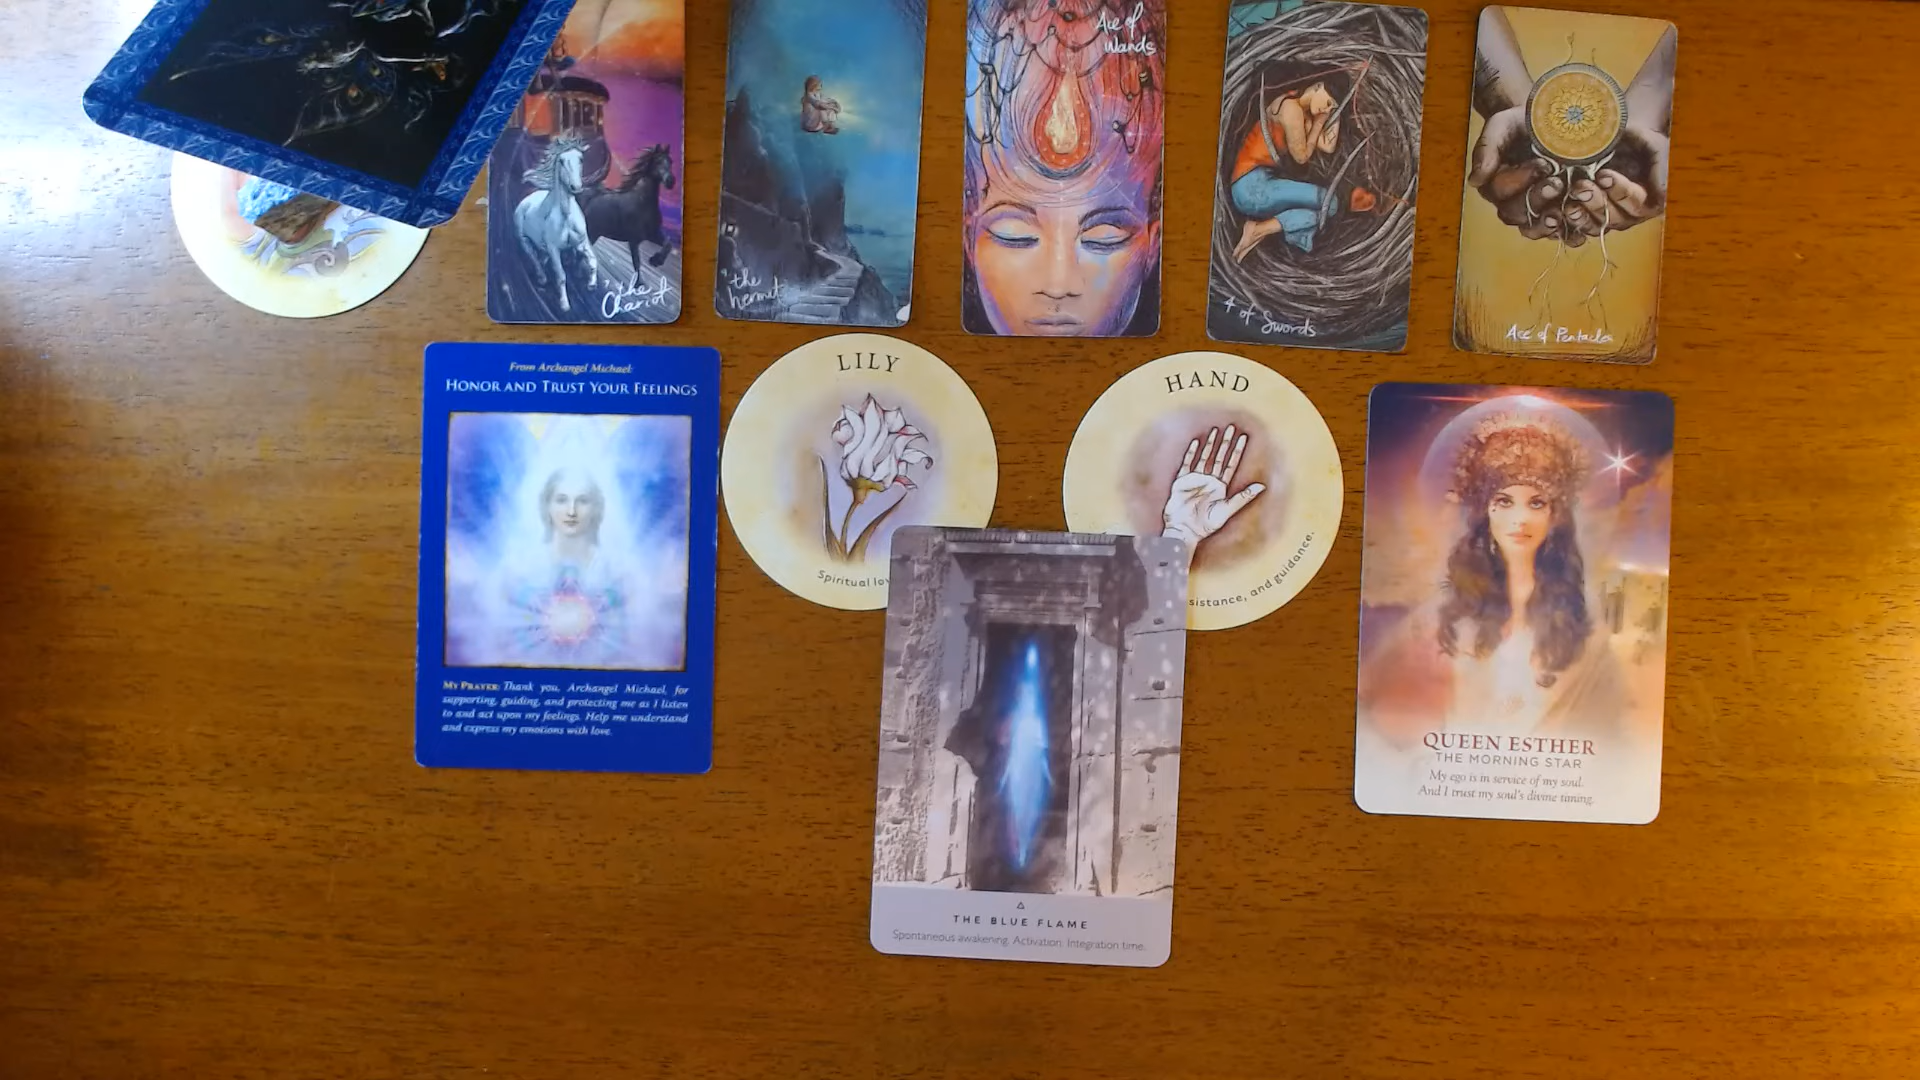 7 the
Chariot
9 the
hermit
Ace of
Wands
4 of Swords
Ace of Pentacles
From Archangel Michael:
HONOR AND TRUST YOUR FEELINGS
MY PRAYER: Thank you, Archangel Michael, for
supporting, guiding, and protecting me as I listen
to and act upon my feelings. Help me understand
and express my emotions with love.
LILY
Spiritual
HAND
and guidance.
THE BLUE FLAME
Spontaneous awakening. Activation. Integration time.
QUEEN ESTHER
THE MORNING STAR
My ego is in service of my soul.
And I trust my soul's divine timing.